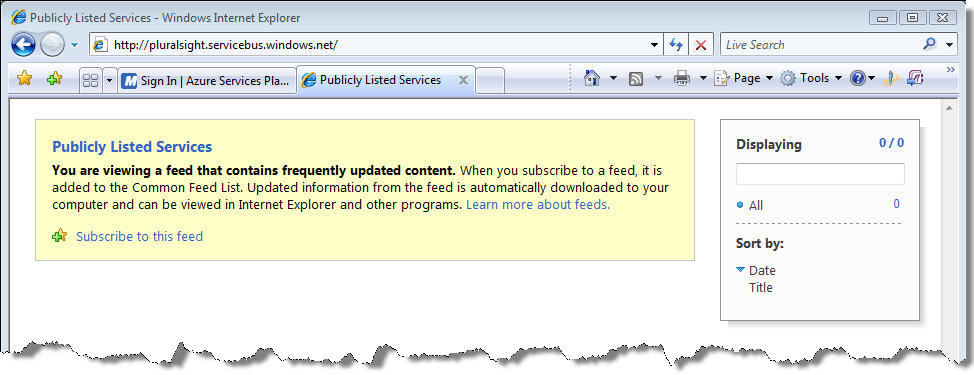 Publicly Listed Services - Windows Internet Explorer
http://pluralsight.servicebus.windows.net/
Live Search
Sign In | Azure Services Pla...
Publicly Listed Services
Page
Tools
Publicly Listed Services
You are viewing a feed that contains frequently updated content. When you subscribe to a feed, it is
added to the Common Feed List. Updated information from the feed is automatically downloaded to your
computer and can be viewed in Internet Explorer and other programs. Learn more about feeds.
Subscribe to this feed
Displaying 0 / 0
All 0
Sort by:
Date
Title